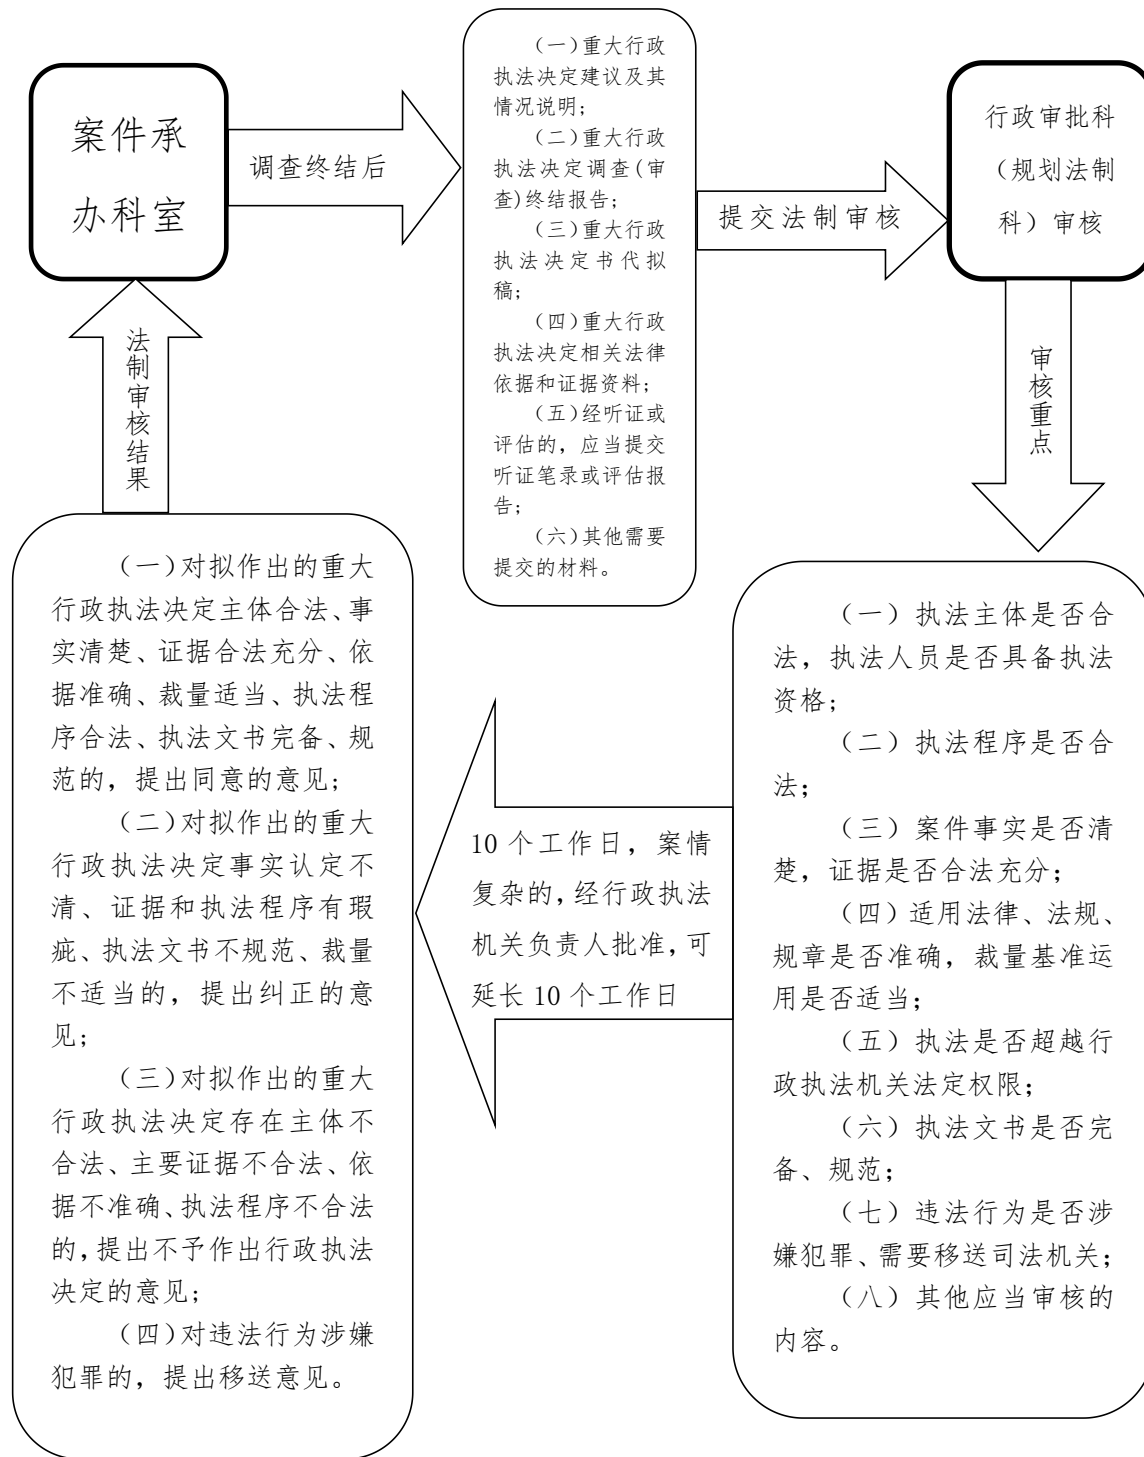 案件承
办科室
调查终结后
（一）重大行政
执法决定建议及其
情况说明；
（二）重大行政
执法决定调查(审
查)终结报告；
（三）重大行政
执法决定书代拟
稿；
（四）重大行政
执法决定相关法律
依据和证据资料；
（五）经听证或
评估的，应当提交
听证笔录或评估报
告；
（六）其他需要
提交的材料。
提交法制审核
行政审批科
（规划法制
科）审核
审核重点
（一）执法主体是否合
法，执法人员是否具备执法
资格；
（二）执法程序是否合
法；
（三）案件事实是否清
楚，证据是否合法充分；
（四）适用法律、法规、
规章是否准确，裁量基准运
用是否适当；
（五）执法是否超越行
政执法机关法定权限；
（六）执法文书是否完
备、规范；
（七）违法行为是否涉
嫌犯罪、需要移送司法机关；
（八）其他应当审核的
内容。
10 个工作日，案情
复杂的，经行政执法
机关负责人批准，可
延长 10 个工作日
（一）对拟作出的重大
行政执法决定主体合法、事
实清楚、证据合法充分、依
据准确、裁量适当、执法程
序合法、执法文书完备、规
范的，提出同意的意见；
（二）对拟作出的重大
行政执法决定事实认定不
清、证据和执法程序有瑕
疵、执法文书不规范、裁量
不适当的，提出纠正的意
见；
（三）对拟作出的重大
行政执法决定存在主体不
合法、主要证据不合法、依
据不准确、执法程序不合法
的，提出不予作出行政执法
决定的意见；
（四）对违法行为涉嫌
犯罪的，提出移送意见。
法制审核结果